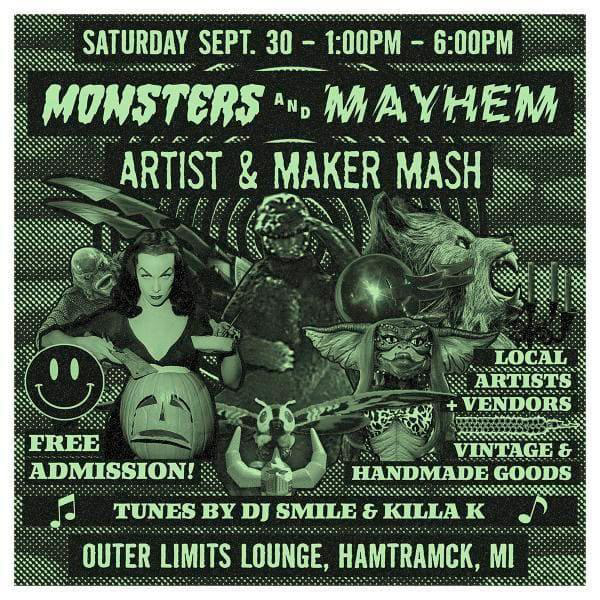 SATURDAY SEPT. 30 – 1:00PM – 6:00PM
MONSTERS AND MAYHEM
ARTIST & MAKER MASH
LOCAL
ARTISTS
+ VENDORS
FREE
ADMISSION!
VINTAGE &
HANDMADE GOODS
TUNES BY DJ SMILE & KILLA K
OUTER LIMITS LOUNGE, HAMTRAMCK, MI